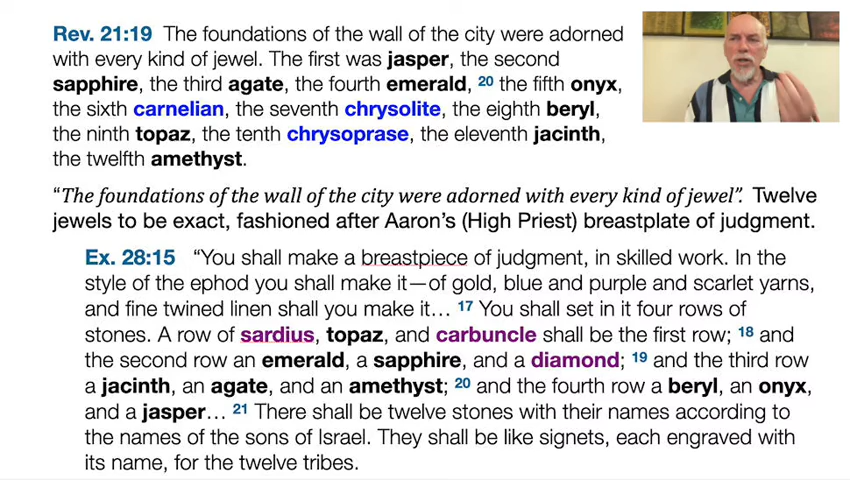 Rev. 21:19 The foundations of the wall of the city were adorned
with every kind of jewel. The first was jasper, the second
sapphire, the third agate, the fourth emerald, 20 the fifth onyx,
the sixth carnelian, the seventh chrysolite, the eighth beryl,
the ninth topaz, the tenth chrysoprase, the eleventh jacinth,
the twelfth amethyst.
“The foundations of the wall of the city were adorned with every kind of jewel”. Twelve
jewels to be exact, fashioned after Aaron’s (High Priest) breastplate of judgment.
Ex. 28:15 “You shall make a breastpiece of judgment, in skilled work. In the
style of the ephod you shall make it—of gold, blue and purple and scarlet yarns,
and fine twined linen shall you make it… 17 You shall set in it four rows of
stones. A row of sardius, topaz, and carbuncle shall be the first row; 18 and
the second row an emerald, a sapphire, and a diamond; 19 and the third row
a jacinth, an agate, and an amethyst; 20 and the fourth row a beryl, an onyx,
and a jasper… 21 There shall be twelve stones with their names according to
the names of the sons of Israel. They shall be like signets, each engraved with
its name, for the twelve tribes.